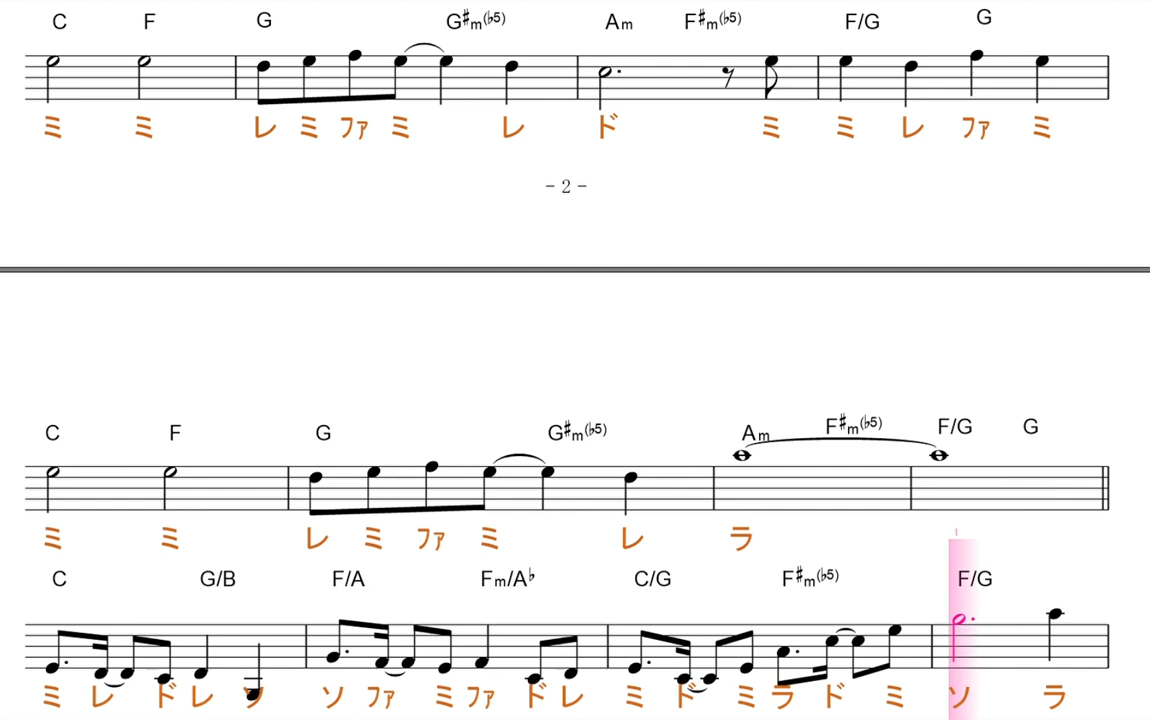 C F G G♯m(♭5) Am F♯m(♭5) F/G G
ミ ミ レ ミ ファ ミ レ ド ミ ミ レ ファ ミ
- 2 -
C F G G♯m(♭5) Am F♯m(♭5) F/G G
ミ ミ レ ミ ファ ミ レ ラ
C G/B F/A Fm/A♭ C/G F♯m(♭5) F/G
ミ レ ド レ ソ ソ ファ ミ ファ ド レ ミ ド ミ ラ ド ミ ソ ラ